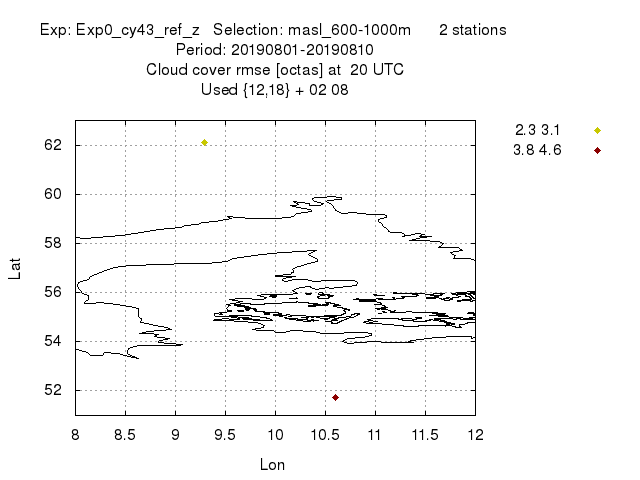 Exp: Exp0_cy43_ref_z   Selection: masl_600-1000m      2 stations
Period: 20190801-20190810
Cloud cover rmse [octas] at  20 UTC
Used {12,18} + 02 08
2.3 3.1
3.8 4.6
62
60
58
56
54
52
Lat
8 8.5 9 9.5 10 10.5 11 11.5 12
Lon